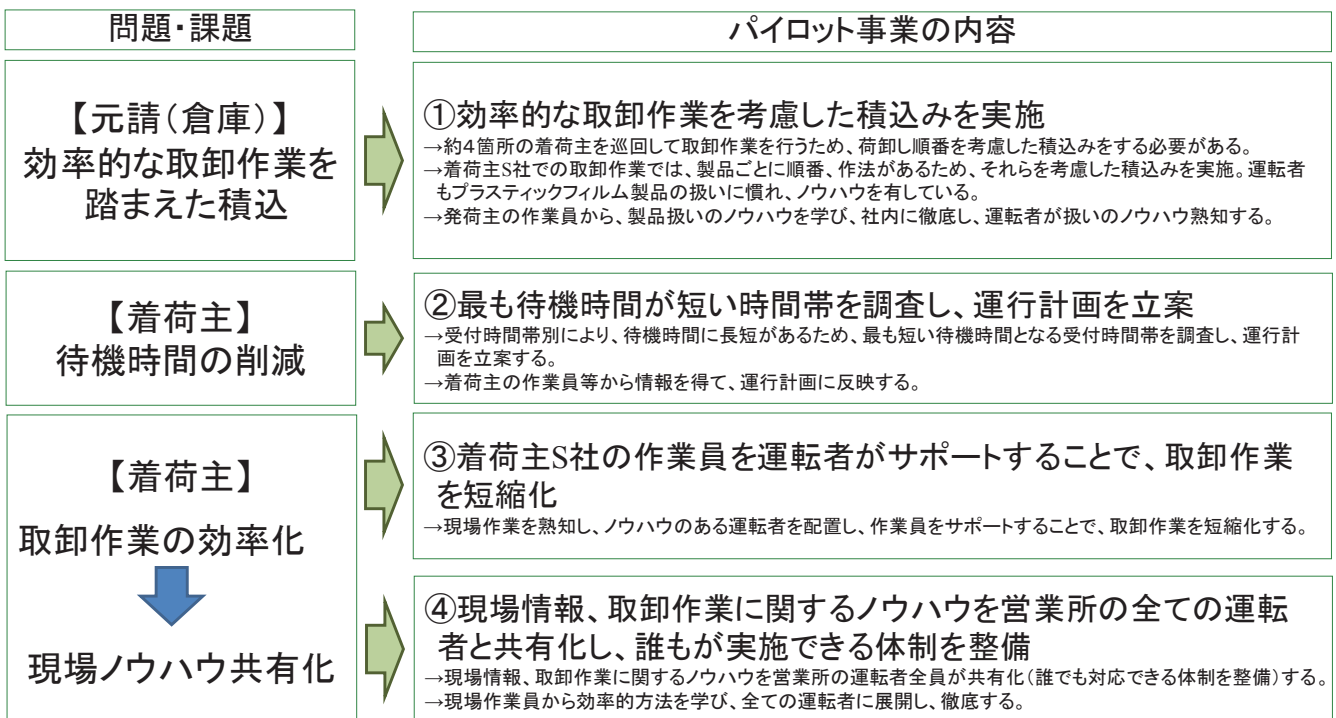 問題・課題
パイロット事業の内容
【元請（倉庫）】
効率的な取卸作業を
踏まえた積込
①効率的な取卸作業を考慮した積込みを実施
→約４箇所の着荷主を巡回して取卸作業を行うため、荷卸し順番を考慮した積込みをする必要がある。
→着荷主S社での取卸作業では、製品ごとに順番、作法があるため、それらを考慮した積込みを実施。運転者
もプラスティックフィルム製品の扱いに慣れ、ノウハウを有している。
→発荷主の作業員から、製品扱いのノウハウを学び、社内に徹底し、運転者が扱いのノウハウ熟知する。
【着荷主】
待機時間の削減
②最も待機時間が短い時間帯を調査し、運行計画を立案
→受付時間帯別により、待機時間に長短があるため、最も短い待機時間となる受付時間帯を調査し、運行計
画を立案する。
→着荷主の作業員等から情報を得て、運行計画に反映する。
【着荷主】
取卸作業の効率化
現場ノウハウ共有化
③着荷主S社の作業員を運転者がサポートすることで、取卸作業
を短縮化
→現場作業を熟知し、ノウハウのある運転者を配置し、作業員をサポートすることで、取卸作業を短縮化する。
④現場情報、取卸作業に関するノウハウを営業所の全ての運転
者と共有化し、誰もが実施できる体制を整備
→現場情報、取卸作業に関するノウハウを営業所の運転者全員が共有化（誰でも対応できる体制を整備）する。
→現場作業員から効率的方法を学び、全ての運転者に展開し、徹底する。